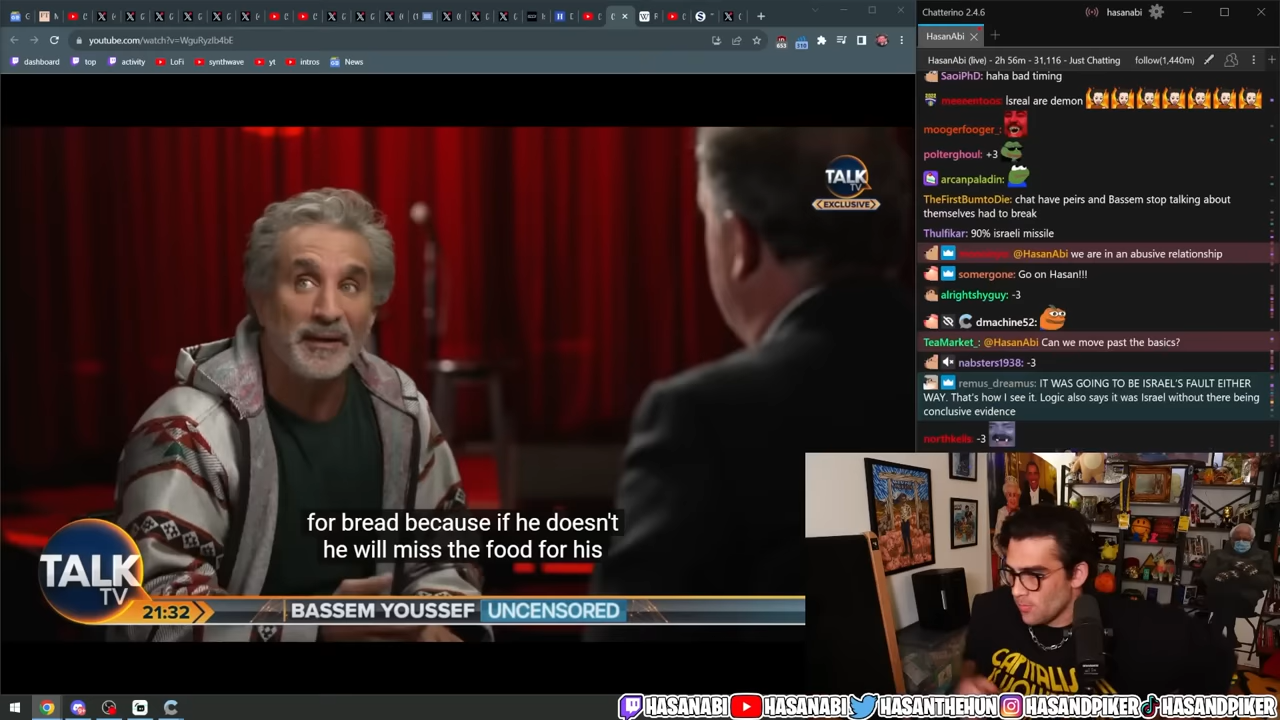 youtube.com/watch?v=WguRyzIb4bE
dashboard
top
activity
LoFi
synthwave
yt
intros
News
TALK
TV
EXCLUSIVE
for bread because if he doesn't
he will miss the food for his
TALK
TV
21:32
BASSEM YOUSSEF UNCENSORED
Chatterino 2.4.6
hasanabi
HasanAbi
HasanAbi (live) - 2h 56m - 31,116 - Just Chatting
follow(1,440m)
SaoiPhD: haha bad timing
Isreal are demon
moogerfooger_:
polterghoul: +3
arcanpaladin:
TheFirstBumtoDie: chat have peirs and Bassem stop talking about
themselves had to break
Thulfikar: 90% israeli missile
@HasanAbi we are in an abusive relationship
somergone: Go on Hasan!!!
alrightshyguy: -3
dmachine52:
TeaMarket_: @HasanAbi Can we move past the basics?
nabsters1938: -3
remus_dreamus: IT WAS GOING TO BE ISRAEL'S FAULT EITHER
WAY. That's how I see it. Logic also says it was Israel without there being
conclusive evidence
northkells: -3
HASANABI
HASANABI
HASANTHEHUN
HASANDPIKER
HASANDPIKER